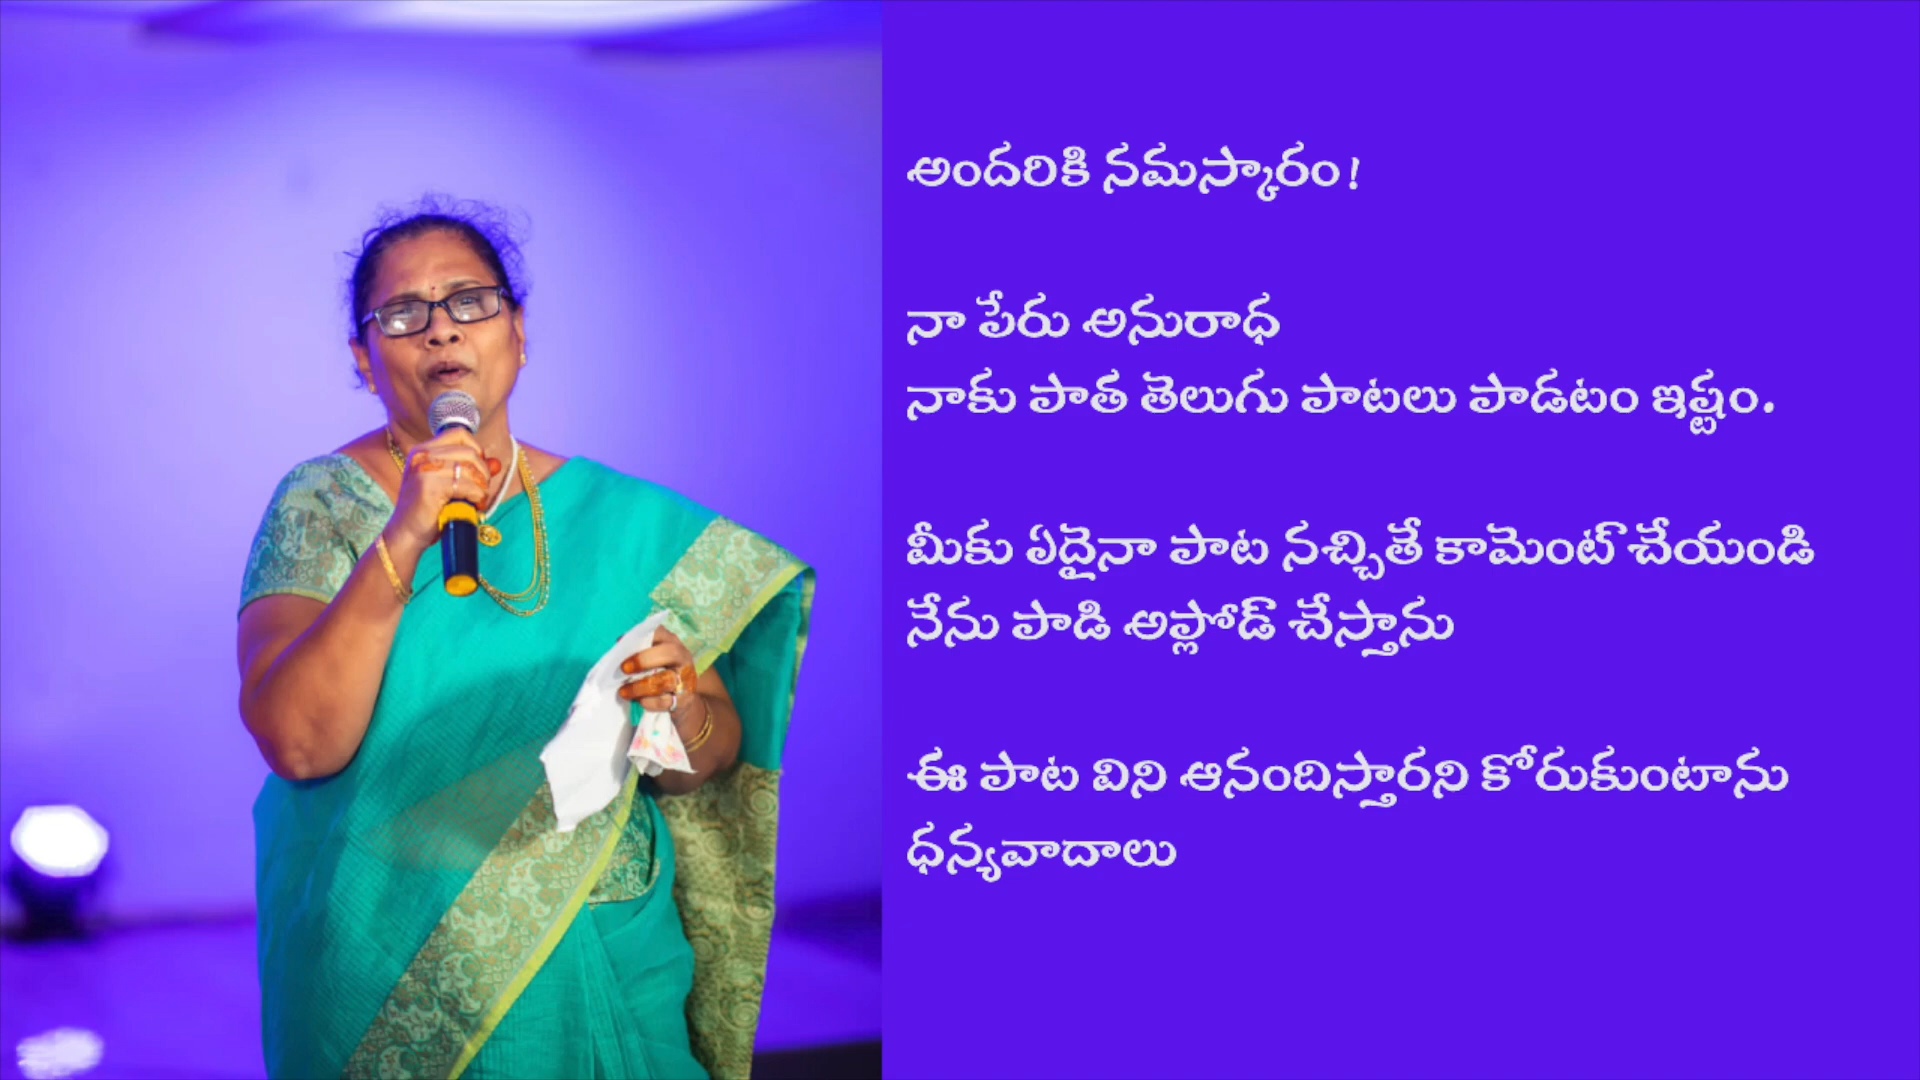 అందరికి నమస్కారం!
నా పేరు అనురాధ
నాకు పాత తెలుగు పాటలు పాడటం ఇష్టం.
మీకు ఏదైనా పాట నచ్చితే కామెంట్ చేయండి
నేను పాడి అప్లోడ్ చేస్తాను
ఈ పాట విని ఆనందిస్తారని కోరుకుంటాను
ధన్యవాదాలు